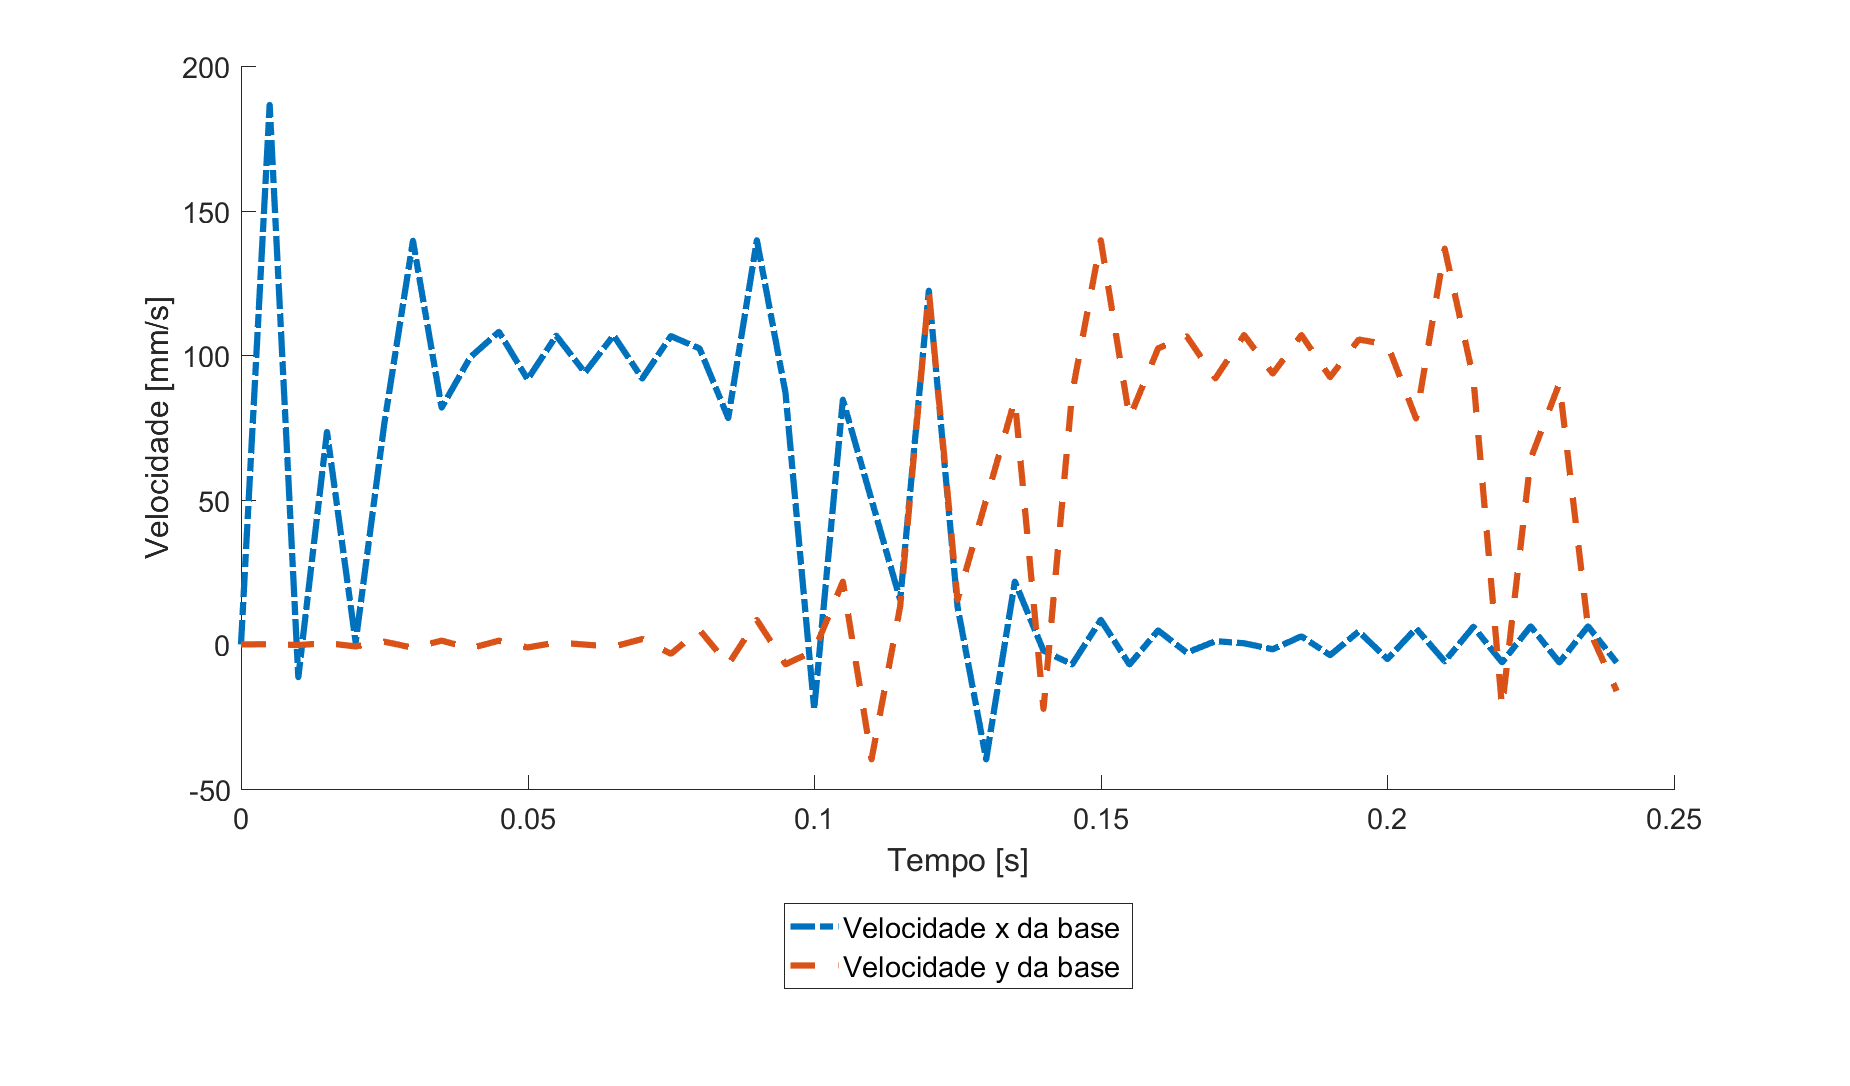 200
150
100
50
0
-50
Velocidade [mm/s]
0 0.05 0.1 0.15 0.2 0.25
Tempo [s]
Velocidade x da base
Velocidade y da base